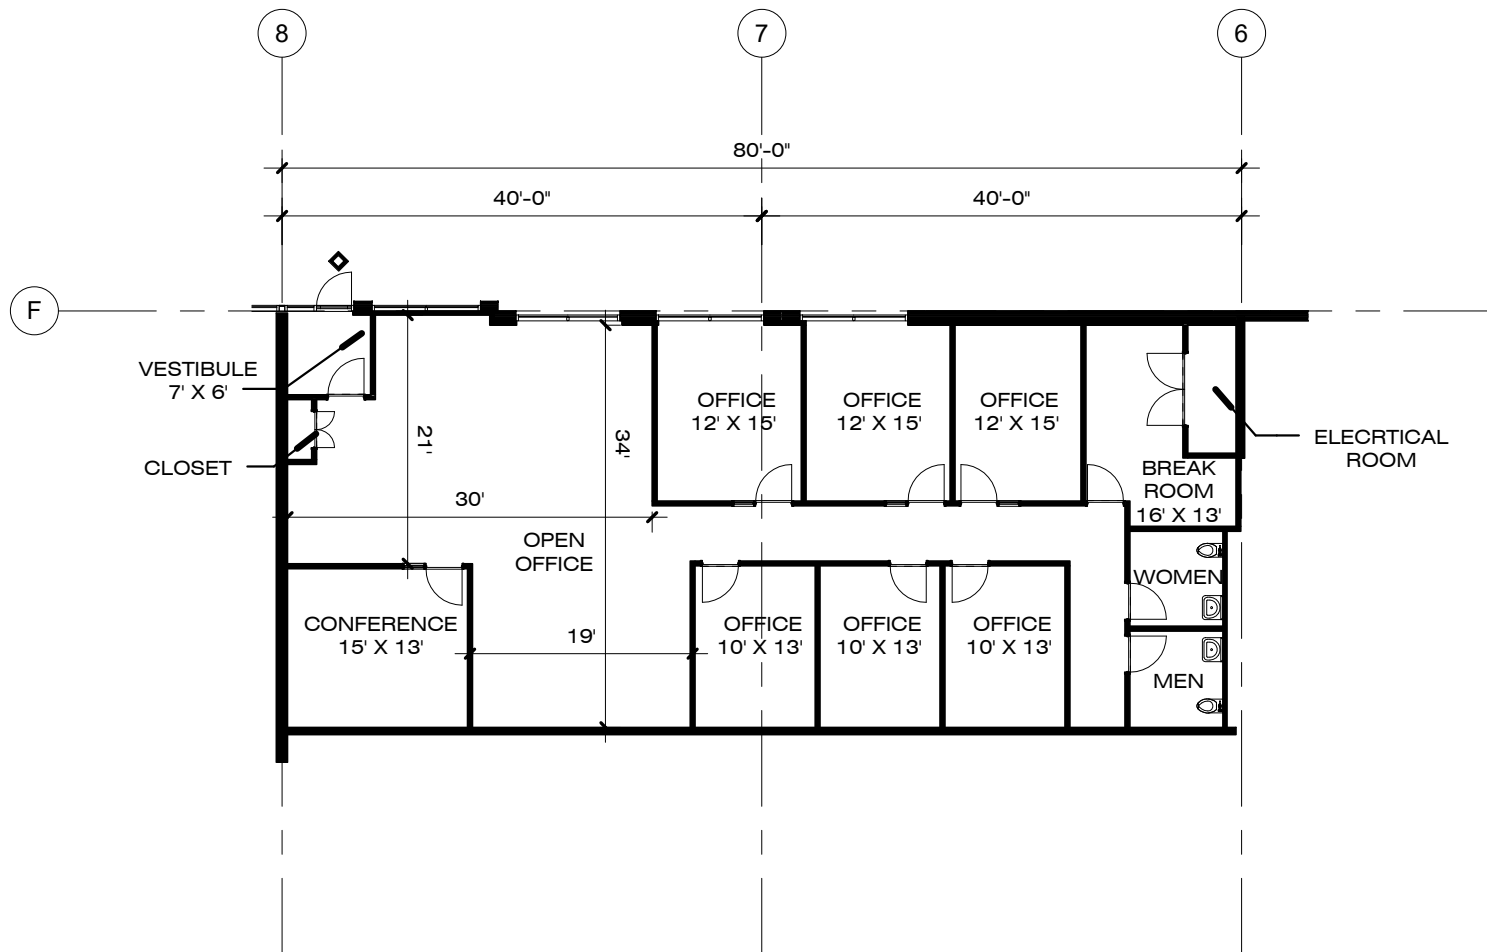 8
7
6
80'-0"
40'-0"
40'-0"
F
VESTIBULE
7' X 6'
CLOSET
21'
34'
30'
OPEN
OFFICE
OFFICE
12' X 15'
OFFICE
12' X 15'
OFFICE
12' X 15'
BREAK
ROOM
16' X 13'
ELECRTICAL
ROOM
CONFERENCE
15' X 13'
19'
OFFICE
10' X 13'
OFFICE
10' X 13'
OFFICE
10' X 13'
WOMEN
MEN